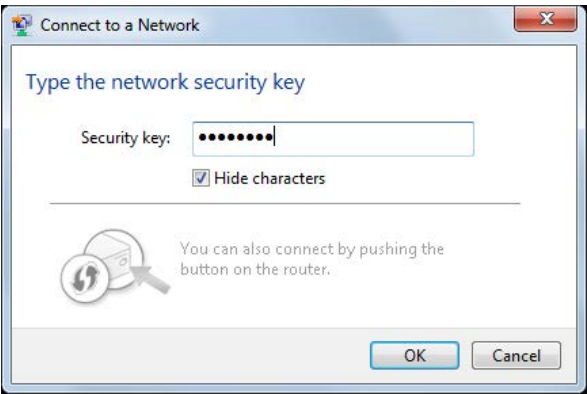 Connect to a Network
Type the network security key
Security key: ••••••••
Hide characters
You can also connect by pushing the
button on the router.
OK Cancel